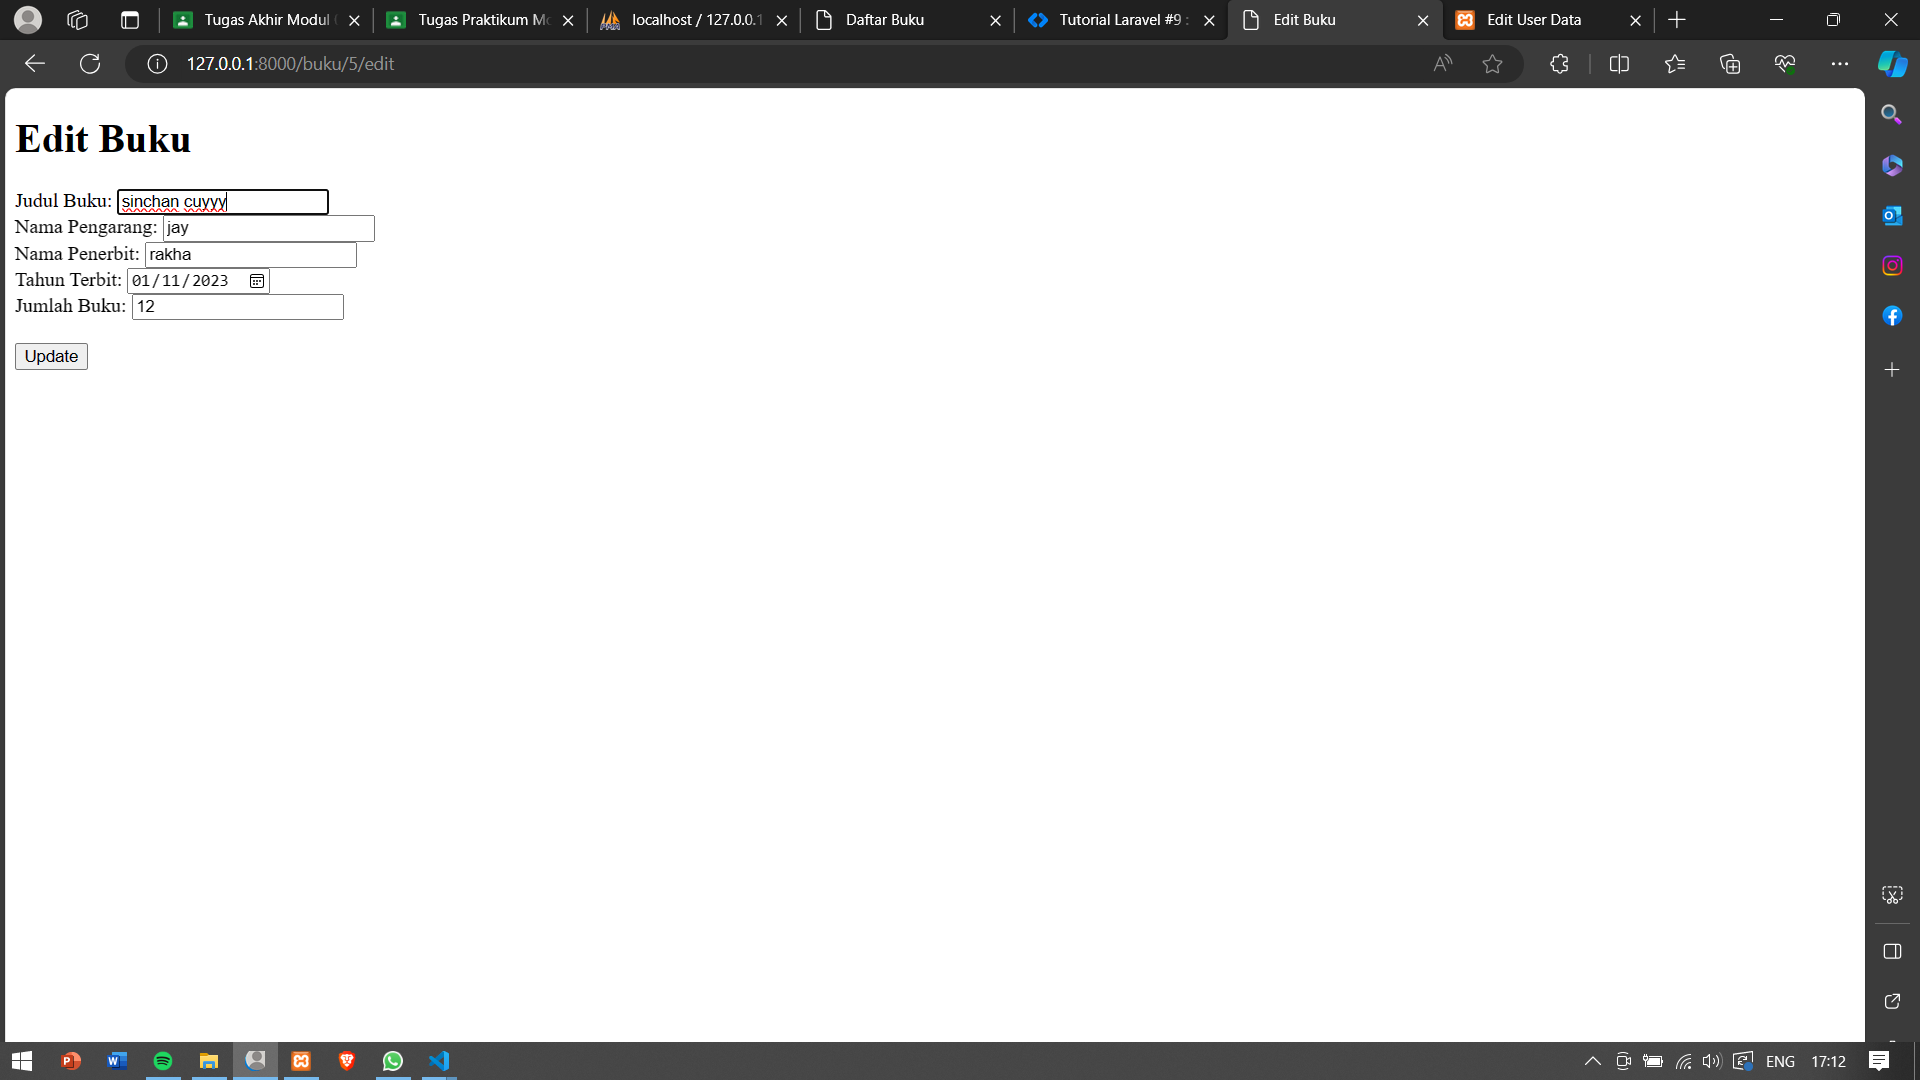 Tugas Akhir Modul
Tugas Praktikum Mo
localhost / 127.0.0.1
Daftar Buku
Tutorial Laravel #9 :
Edit Buku
Edit User Data
127.0.0.1:8000/buku/5/edit
Edit Buku
Judul Buku: sinchan cuyyy
Nama Pengarang: jay
Nama Penerbit: rakha
Tahun Terbit: 01/11/2023
Jumlah Buku: 12
Update
ENG 17:12